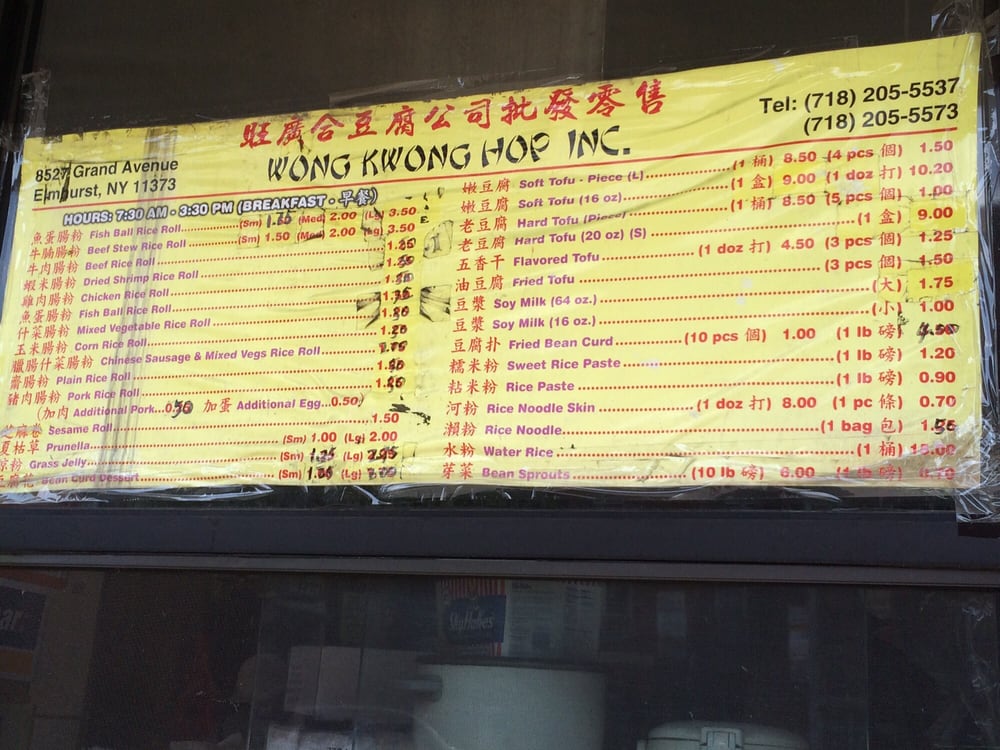 旺廣合豆腐公司批發零售
WONG KWONG HOP INC.
8527 Grand Avenue
Elmhurst, NY 11373
Tel: (718) 205-5537
(718) 205-5573
HOURS: 7:30 AM - 3:30 PM (BREAKFAST - 早餐)
魚蛋腸粉 Fish Ball Rice Roll (Sm) (Med) 2.00 (Lg) 3.50
牛腩腸粉 Beef Stew Rice Roll (Sm) 1.50 (Med) 2.00 (Lg) 3.50
牛肉腸粉 Beef Rice Roll
蝦米腸粉 Dried Shrimp Rice Roll
雞肉腸粉 Chicken Rice Roll
魚蛋腸粉 Fish Ball Rice Roll
什菜腸粉 Mixed Vegetable Rice Roll
玉米腸粉 Corn Rice Roll
臘腸什菜腸粉 Chinese Sausage & Mixed Vegs Rice Roll
齋腸粉 Plain Rice Roll
豬肉腸粉 Pork Rice Roll
(加肉 Additional Pork...0.50 加蛋 Additional Egg...0.50)
芝麻卷 Sesame Roll 1.50
夏枯草 Prunella (Sm) 1.00 (Lg) 2.00
涼粉 Grass Jelly (Sm) 1.25 (Lg)
Bean Curd Dessert (Sm) (Lg)
嫩豆腐 Soft Tofu - Piece (L) (1 桶) 8.50 (4 pcs 個) 1.50
嫩豆腐 Soft Tofu (16 oz) (1 盒) 9.00 (1 doz 打) 10.20
老豆腐 Hard Tofu (Piece) (1 桶) 8.50 (5 pcs 個) 1.00
老豆腐 Hard Tofu (20 oz) (S) (1 盒) 9.00
五香干 Flavored Tofu (1 doz 打) 4.50 (3 pcs 個) 1.25
油豆腐 Fried Tofu (3 pcs 個) 1.50
豆漿 Soy Milk (64 oz.) (大) 1.75
豆漿 Soy Milk (16 oz.) (小) 1.00
豆腐扑 Fried Bean Curd (10 pcs 個) 1.00 (1 lb 磅)
糯米粉 Sweet Rice Paste (1 lb 磅) 1.20
粘米粉 Rice Paste (1 lb 磅) 0.90
河粉 Rice Noodle Skin (1 doz 打) 8.00 (1 pc 條) 0.70
瀨粉 Rice Noodle (1 bag 包)
水粉 Water Rice (1 桶)
芽菜 Bean Sprouts (10 lb 磅) 6.00 (1 lb 磅)